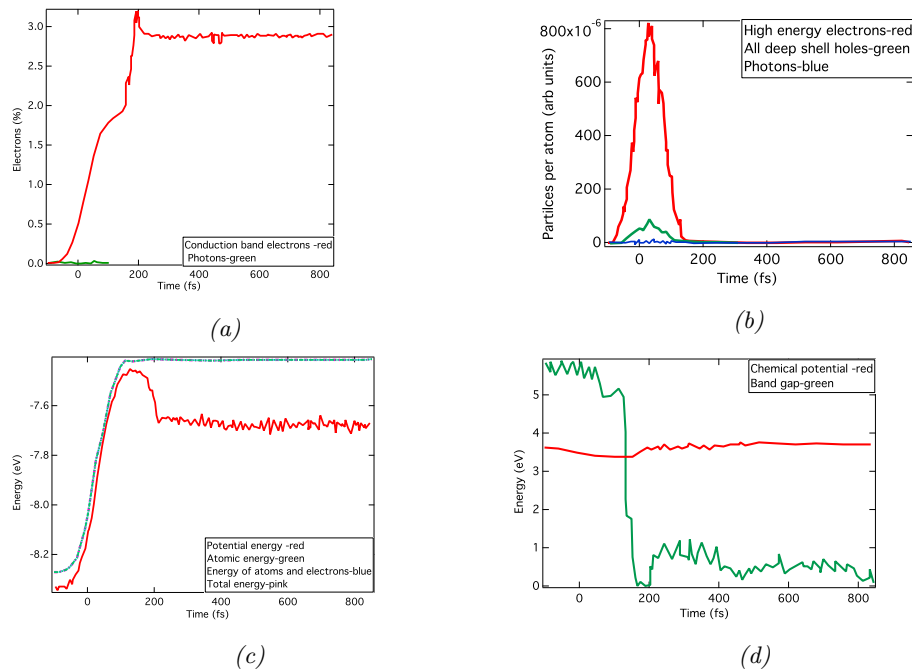 3.0
2.5
2.0
1.5
1.0
0.5
0.0
Electrons (%)
Conduction band electrons -red
Photons-green
0
200
400
600
800
Time (fs)
(a)
800x10-6
600
400
200
0
Partilces per atom (arb units)
High energy electrons-red
All deep shell holes-green
Photons-blue
0
200
400
600
800
Time (fs)
(b)
-7.6
-7.8
-8.0
-8.2
Energy (eV)
Potential energy -red
Atomic energy-green
Energy of atoms and electrons-blue
Total energy-pink
0
200
400
600
800
Time (fs)
(c)
5
4
3
2
1
0
Energy (eV)
Chemical potential -red
Band gap-green
0
200
400
600
800
Time (fs)
(d)